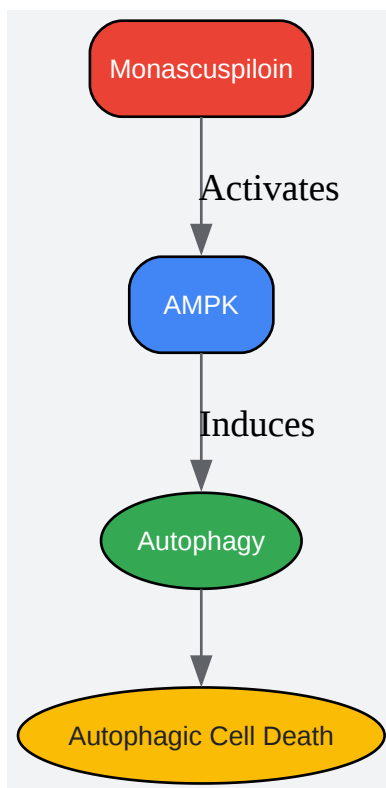 Monascuspiloin
Activates
AMPK
Induces
Autophagy
Autophagic Cell Death